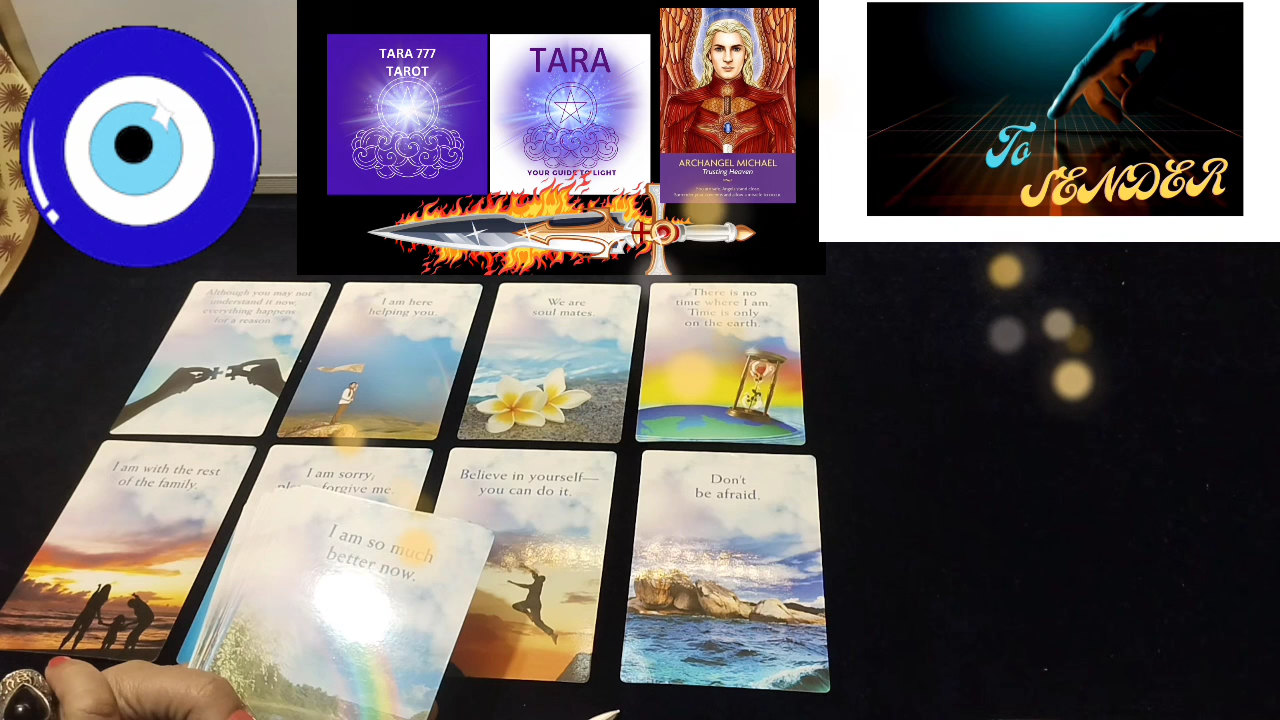 TARA 777
TAROT
TARA
YOUR GUIDE TO LIGHT
ARCHANGEL MICHAEL
Trusting Heaven
To
SENDER
Although you may not
understand it now,
everything happens
for a reason.
I am here
helping you.
We are
soul mates.
There is no
time where I am.
Time is only
on the earth.
I am with the rest
of the family.
I am sorry;
forgive me.
Believe in yourself—
you can do it.
Don't
be afraid.
I am so much
better now.